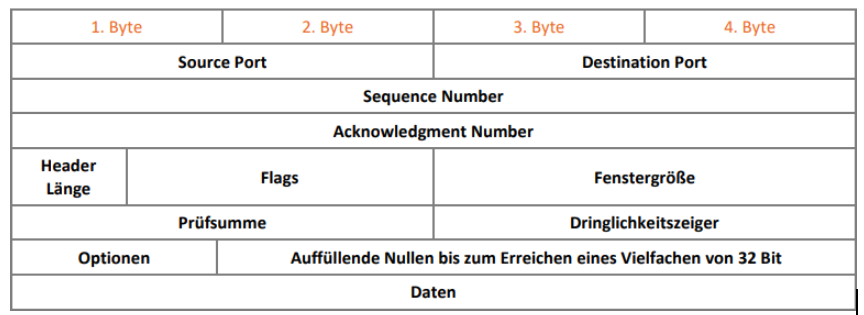 1. Byte 2. Byte 3. Byte 4. Byte
Source Port Destination Port
Sequence Number
Acknowledgment Number
Header
Länge Flags Fenstergröße
Prüfsumme Dringlichkeitszeiger
Optionen Auffüllende Nullen bis zum Erreichen eines Vielfachen von 32 Bit
Daten